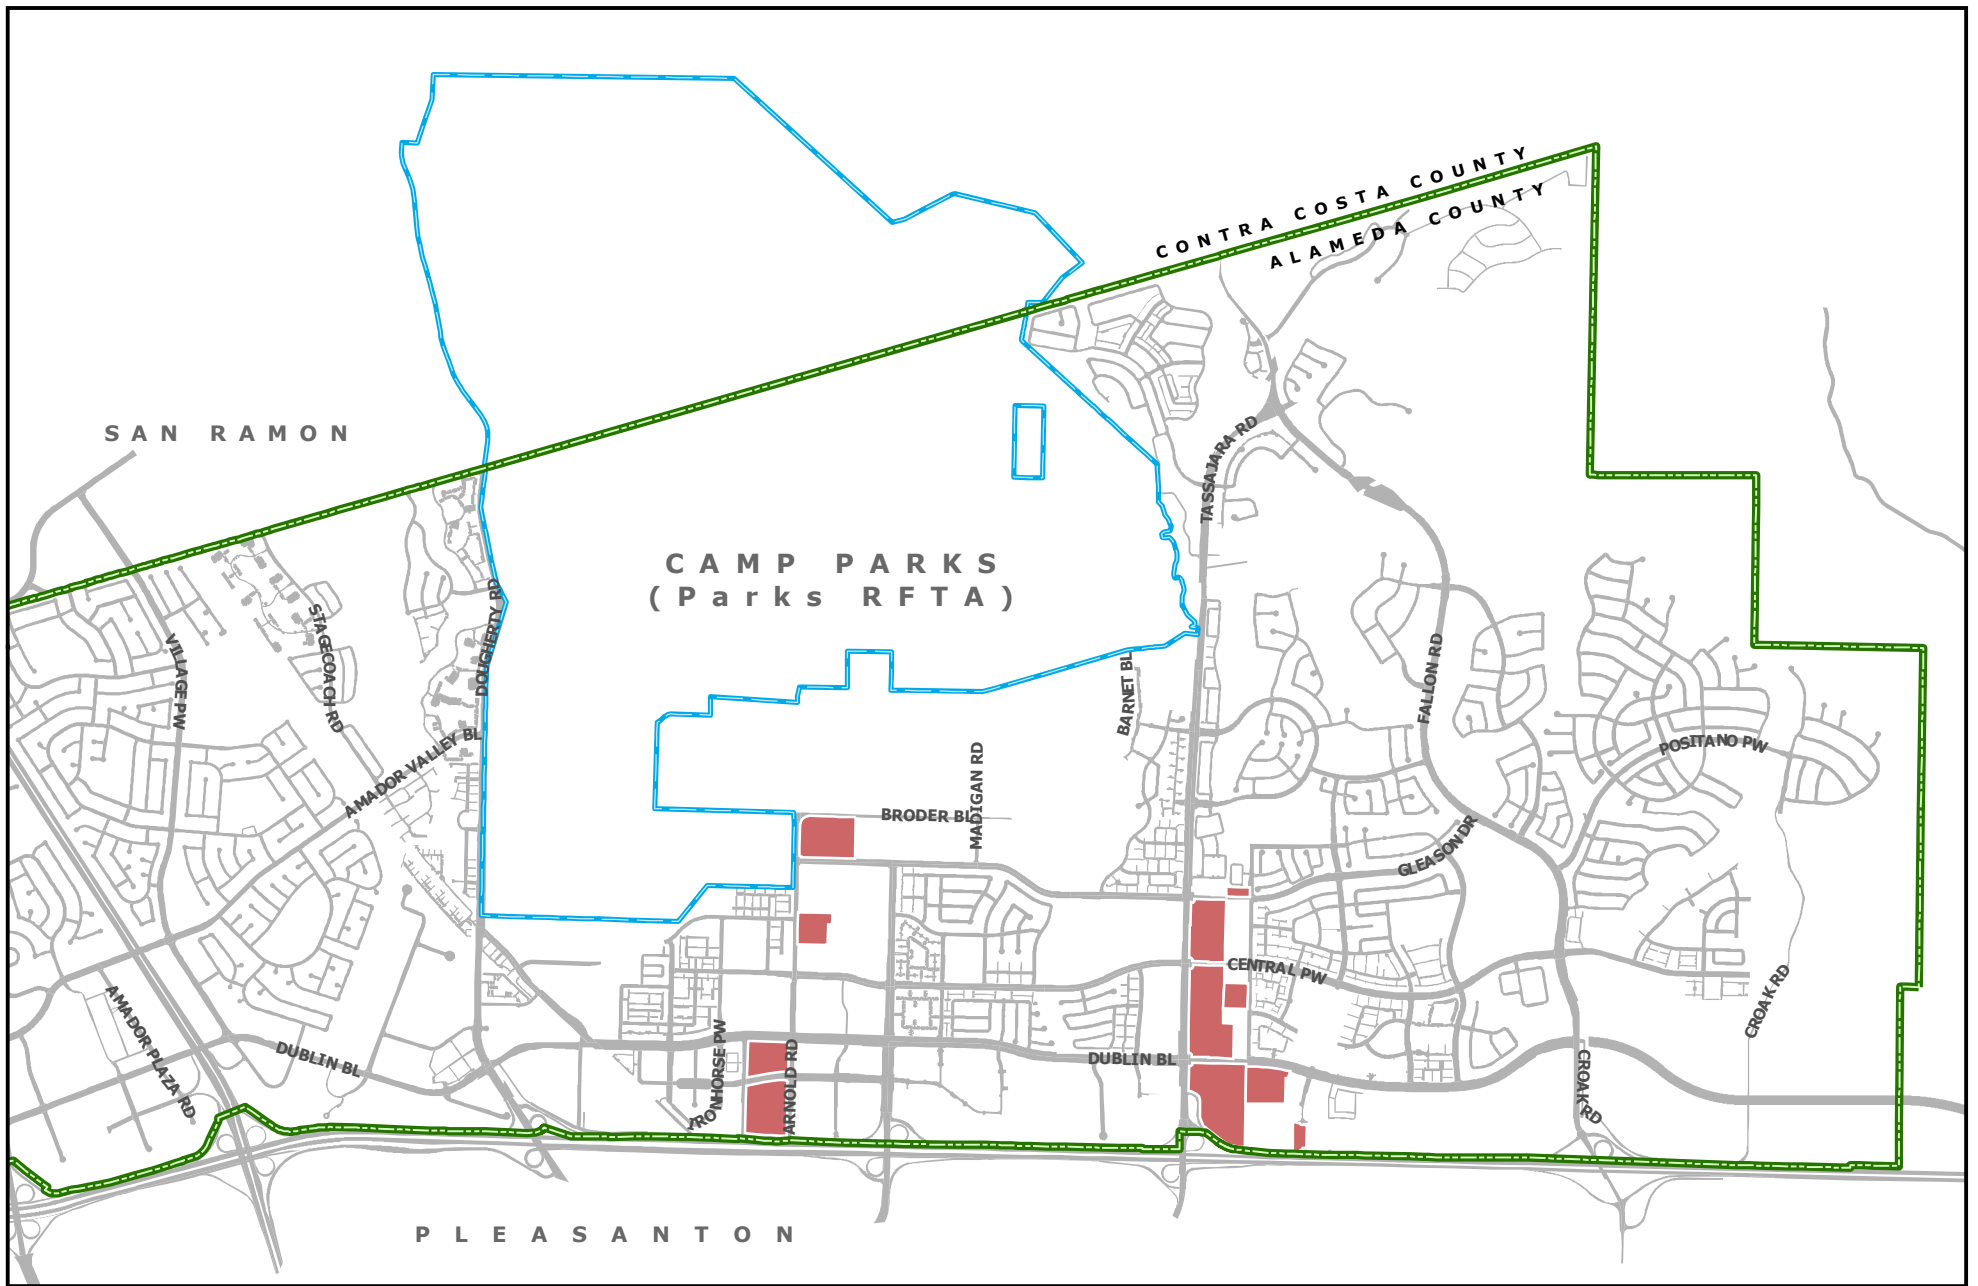 CONTRA COSTA COUNTY
ALAMEDA COUNTY
SAN RAMON
TASSAJARA RD
CAMP PARKS
(Parks RFTA)
DOUGHERTY RD
STAGECOACH RD
VILLAGE PW
FALLON RD
BARNET BL
AMADOR VALLEY BL
POSITANO PW
MADIGAN RD
BRODER BL
GLEASON DR
CENTRAL PW
CROAK RD
AMADOR PLAZA RD
DUBLIN BL
IRONHORSE PW
ARNOLD RD
DUBLIN BL
CROAK RD
PLEASANTON